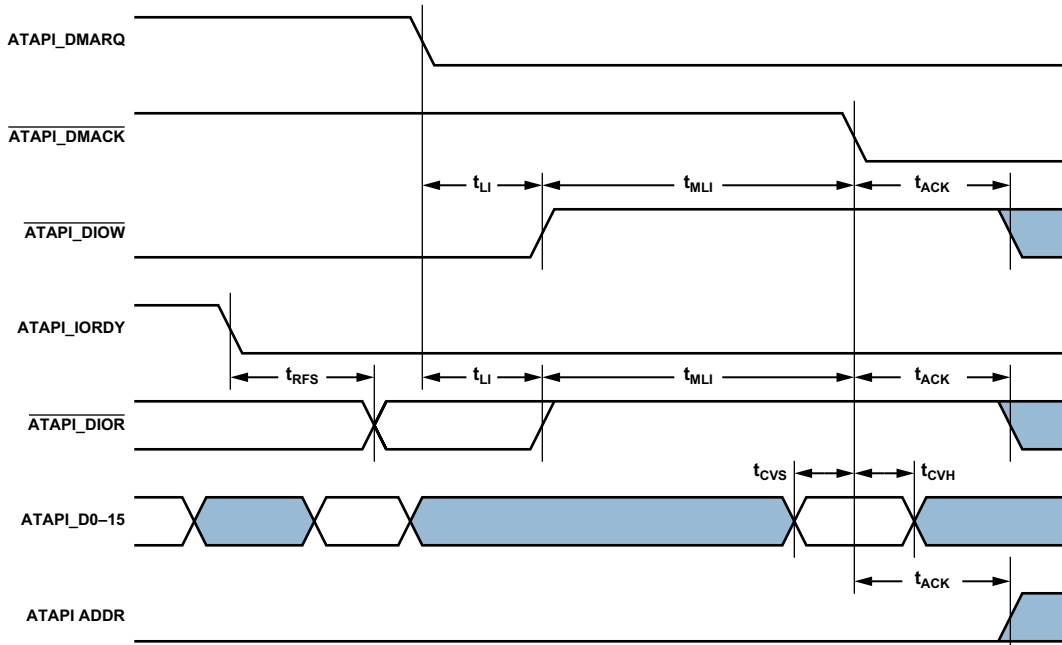 ATAPI_DMARQ
ATAPI_DMACK
tLI tMLI tACK
ATAPI_DIOW
ATAPI_IORDY
tRFS tLI tMLI tACK
ATAPI_DIOR
tCVS tCVH
ATAPI_D0–15
tACK
ATAPI ADDR